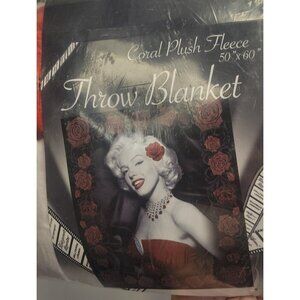 Coral Plush Fleece
50"x60"
Throw Blanket